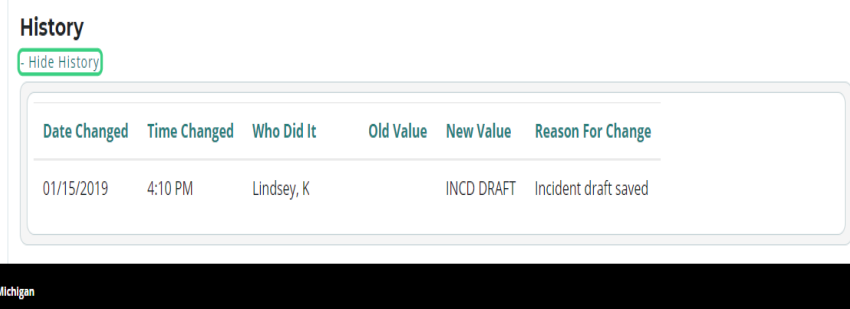 History
- Hide History
Date Changed Time Changed Who Did It Old Value New Value Reason For Change
01/15/2019 4:10 PM Lindsey, K INCD DRAFT Incident draft saved
Michigan